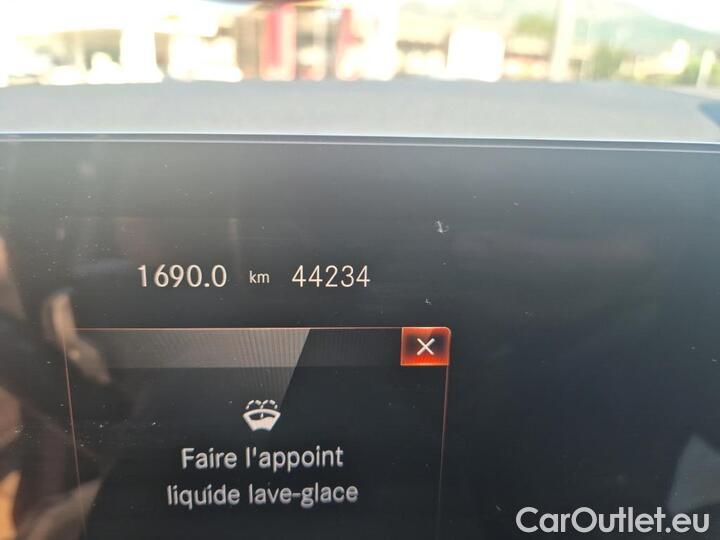 1690.0 km 44234
Faire l'appoint
liquide lave-glace
CarOutlet.eu